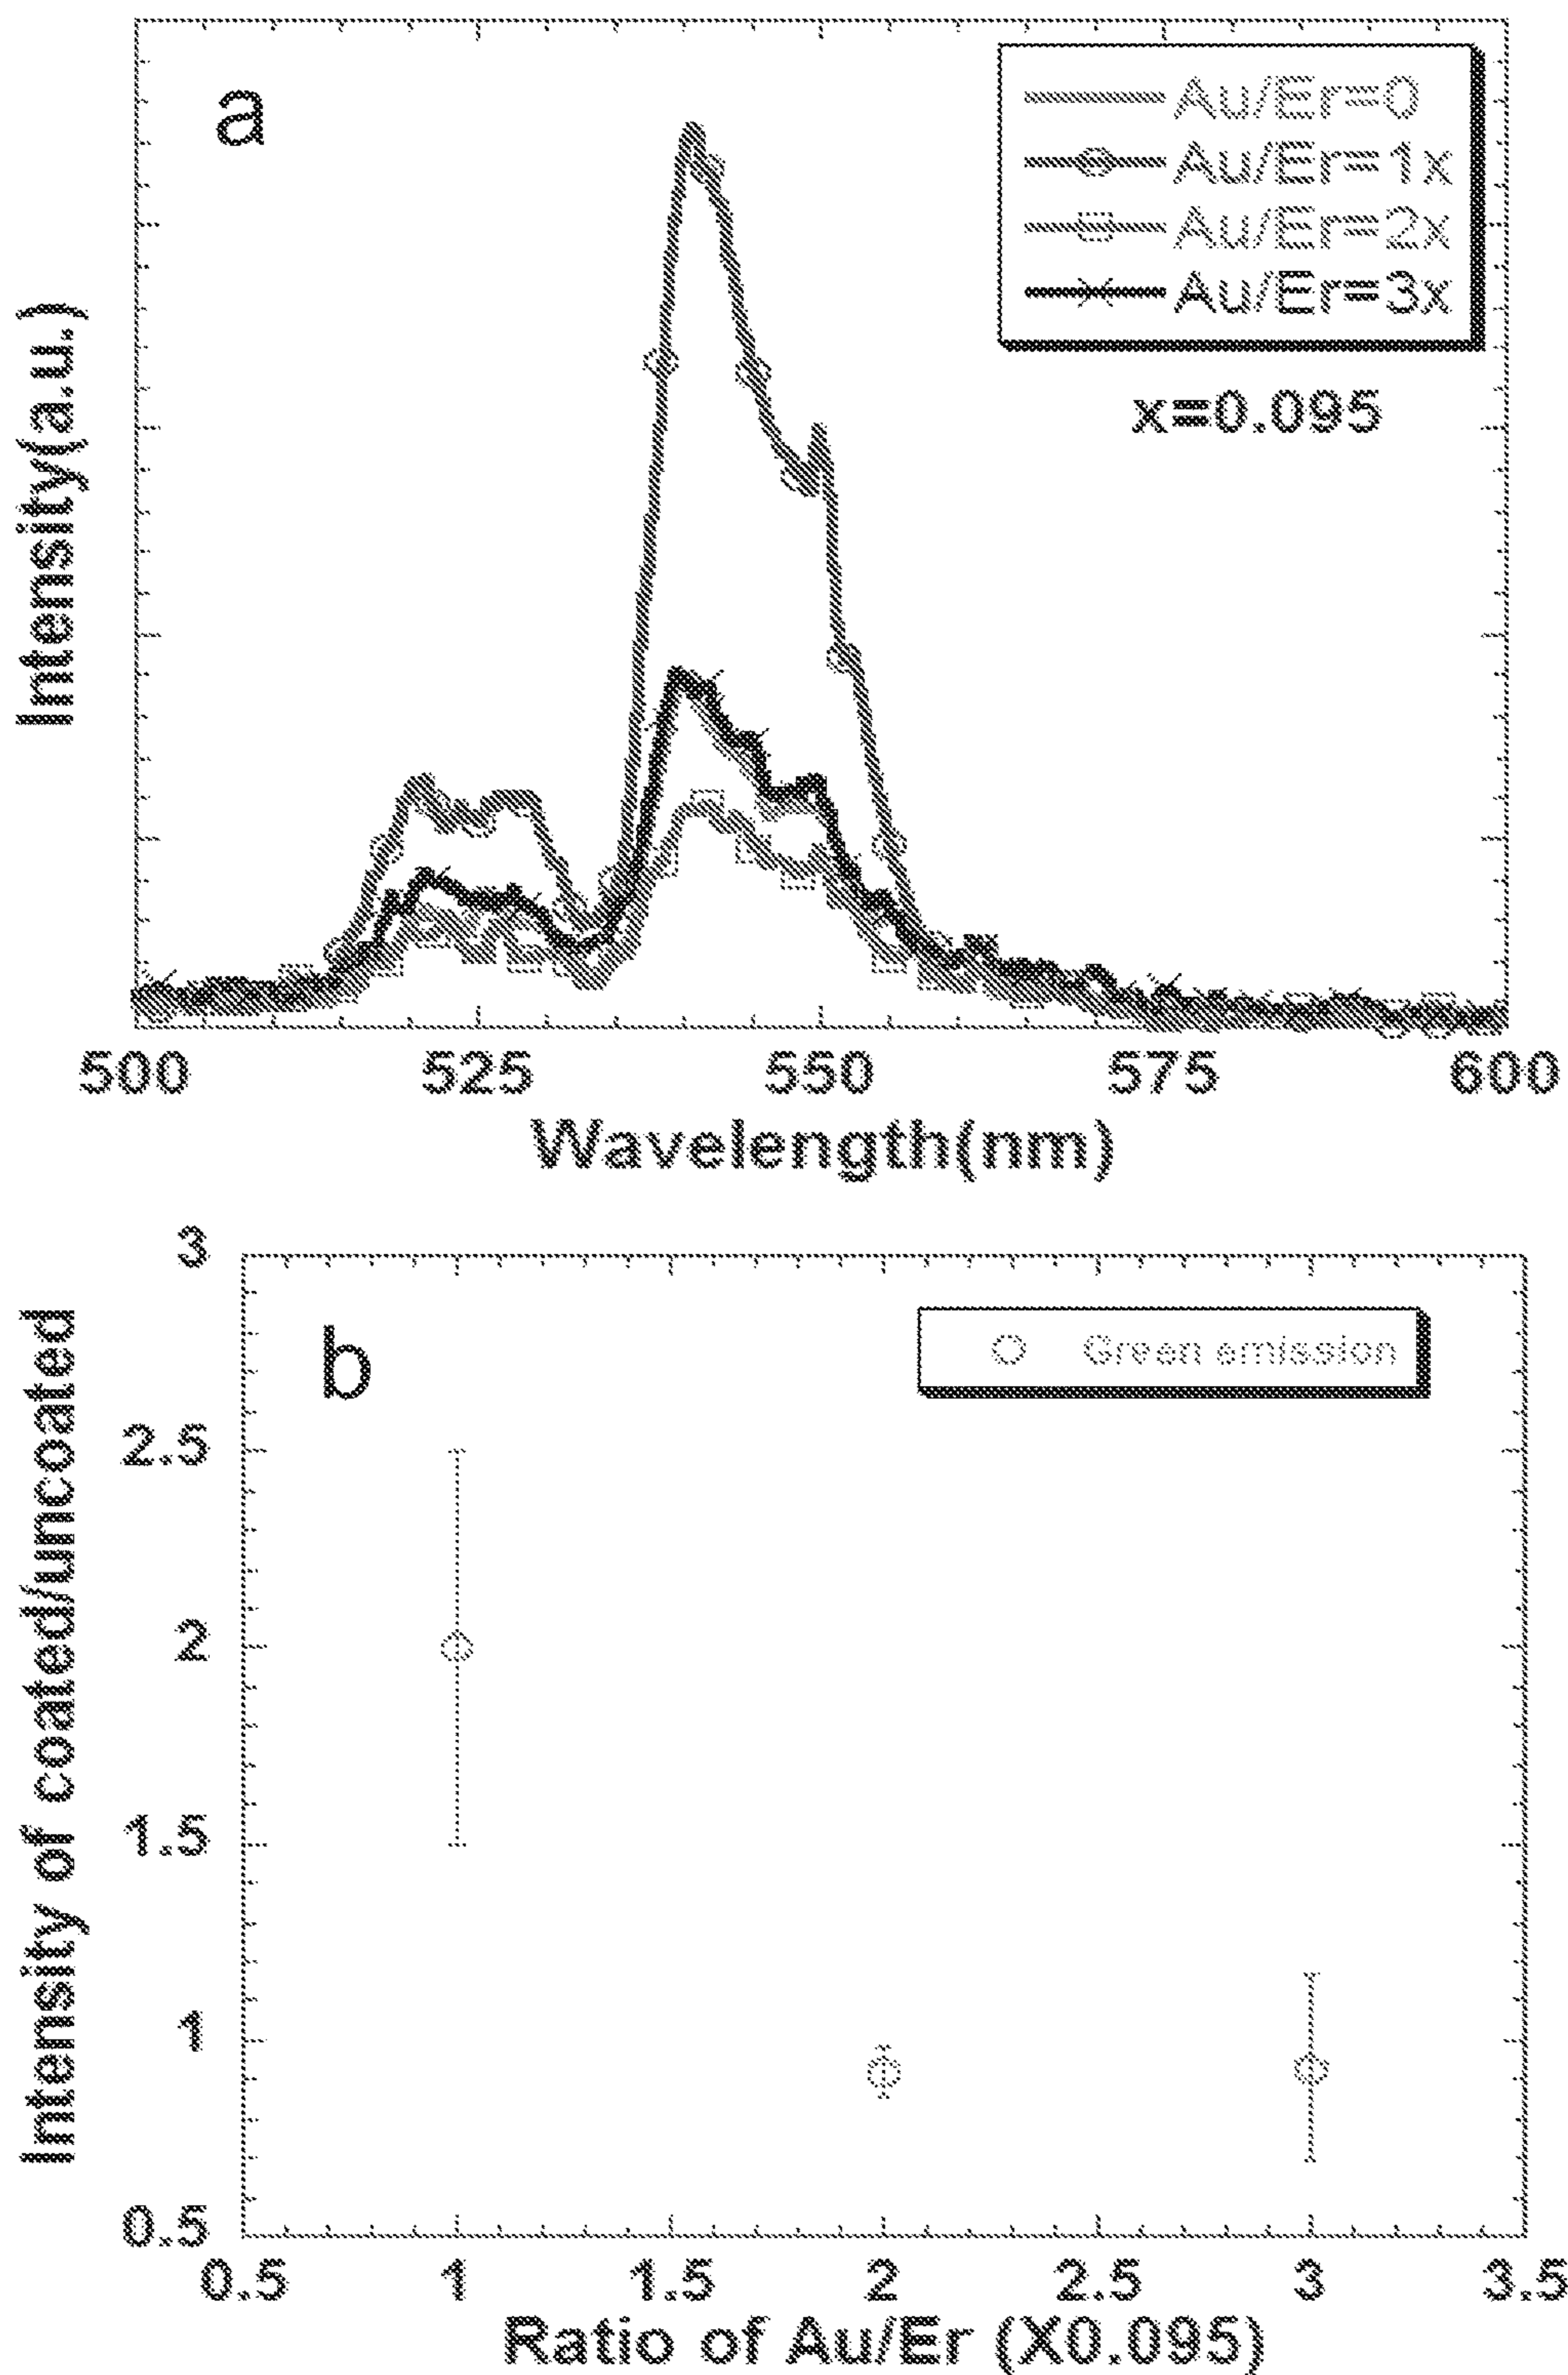 a
Au/Er=0
Au/Er=1x
Au/Er=2x
Au/Er=3x
x=0.095
Intensity(a.u.)
500 525 550 575 600
Wavelength(nm)
b
Green emission
3
2.5
2
1.5
1
0.5
Intensity of coated/uncoated
0.5 1 1.5 2 2.5 3 3.5
Ratio of Au/Er (X0.095)